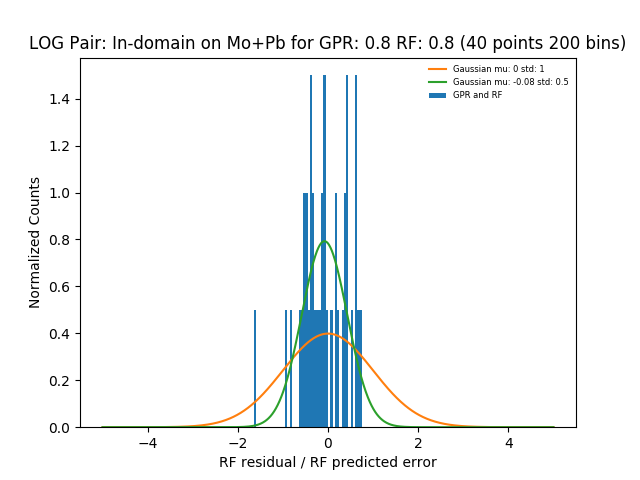 LOG Pair: In-domain on Mo+Pb for GPR: 0.8 RF: 0.8 (40 points 200 bins)
Gaussian mu: 0 std: 1
Gaussian mu: -0.08 std: 0.5
GPR and RF
Normalized Counts
1.4
1.2
1.0
0.8
0.6
0.4
0.2
0.0
−4
−2
0
2
4
RF residual / RF predicted error